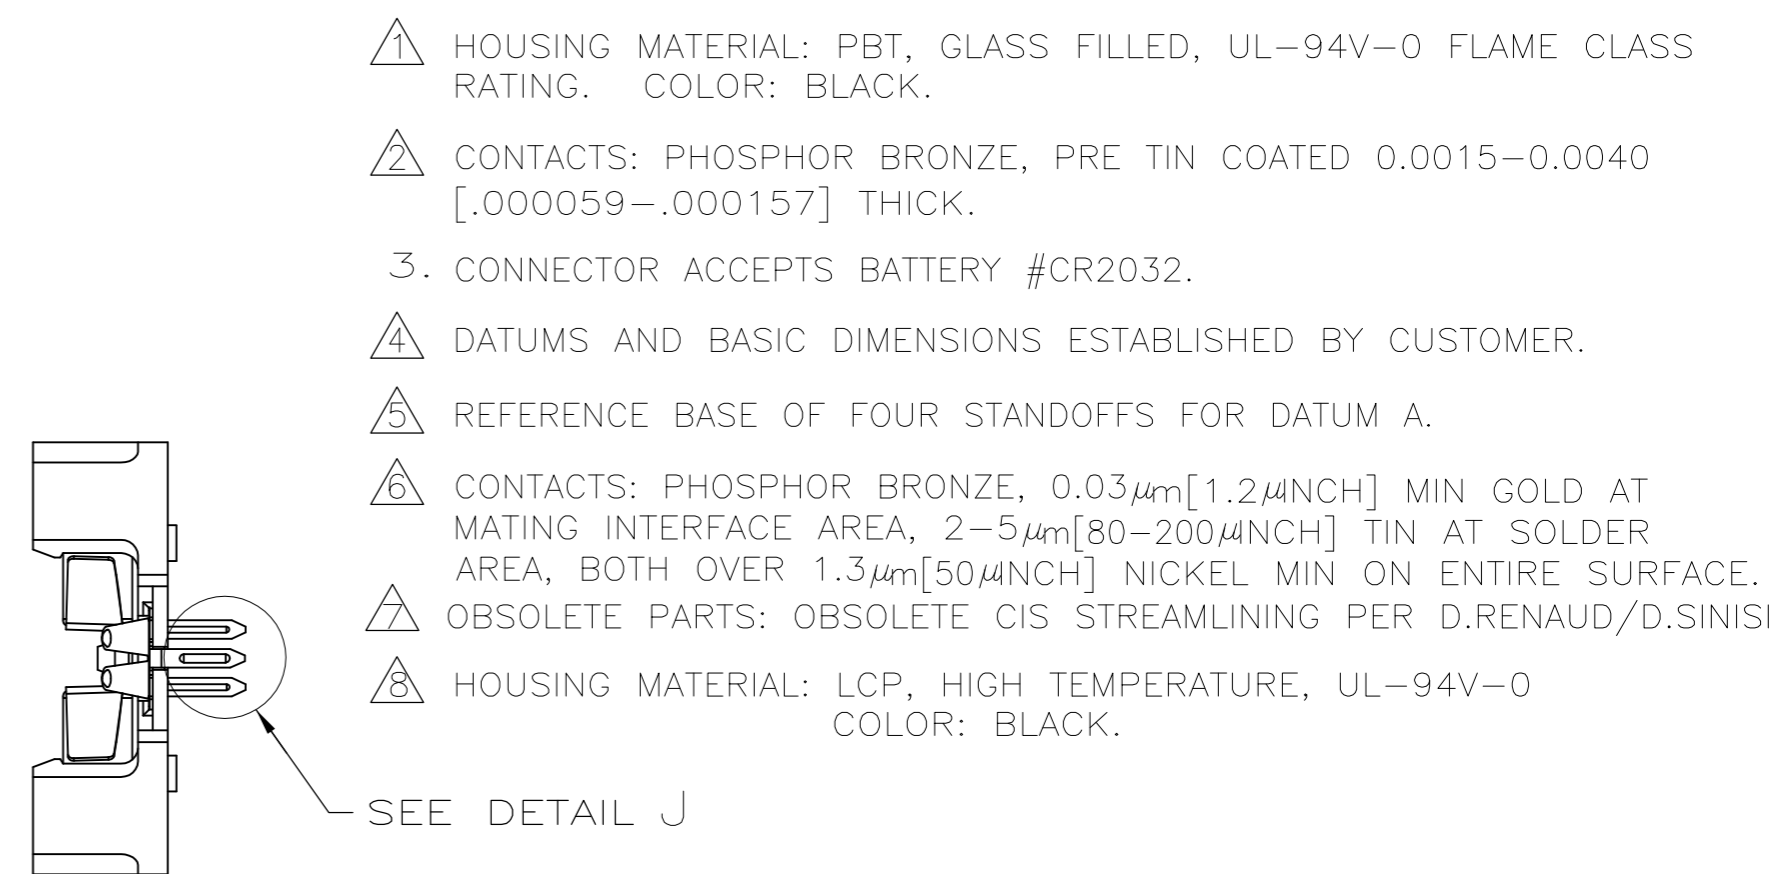 1 HOUSING MATERIAL: PBT, GLASS FILLED, UL-94V-0 FLAME CLASS
RATING. COLOR: BLACK.
2 CONTACTS: PHOSPHOR BRONZE, PRE TIN COATED 0.0015-0.0040
[.000059-.000157] THICK.
3. CONNECTOR ACCEPTS BATTERY #CR2032.
4 DATUMS AND BASIC DIMENSIONS ESTABLISHED BY CUSTOMER.
5 REFERENCE BASE OF FOUR STANDOFFS FOR DATUM A.
6 CONTACTS: PHOSPHOR BRONZE, 0.03μm[1.2μINCH] MIN GOLD AT
MATING INTERFACE AREA, 2-5μm[80-200μINCH] TIN AT SOLDER
AREA, BOTH OVER 1.3μm[50μINCH] NICKEL MIN ON ENTIRE SURFACE.
7 OBSOLETE PARTS: OBSOLETE CIS STREAMLINING PER D.RENAUD/D.SINISI
8 HOUSING MATERIAL: LCP, HIGH TEMPERATURE, UL-94V-0
COLOR: BLACK.
SEE DETAIL J